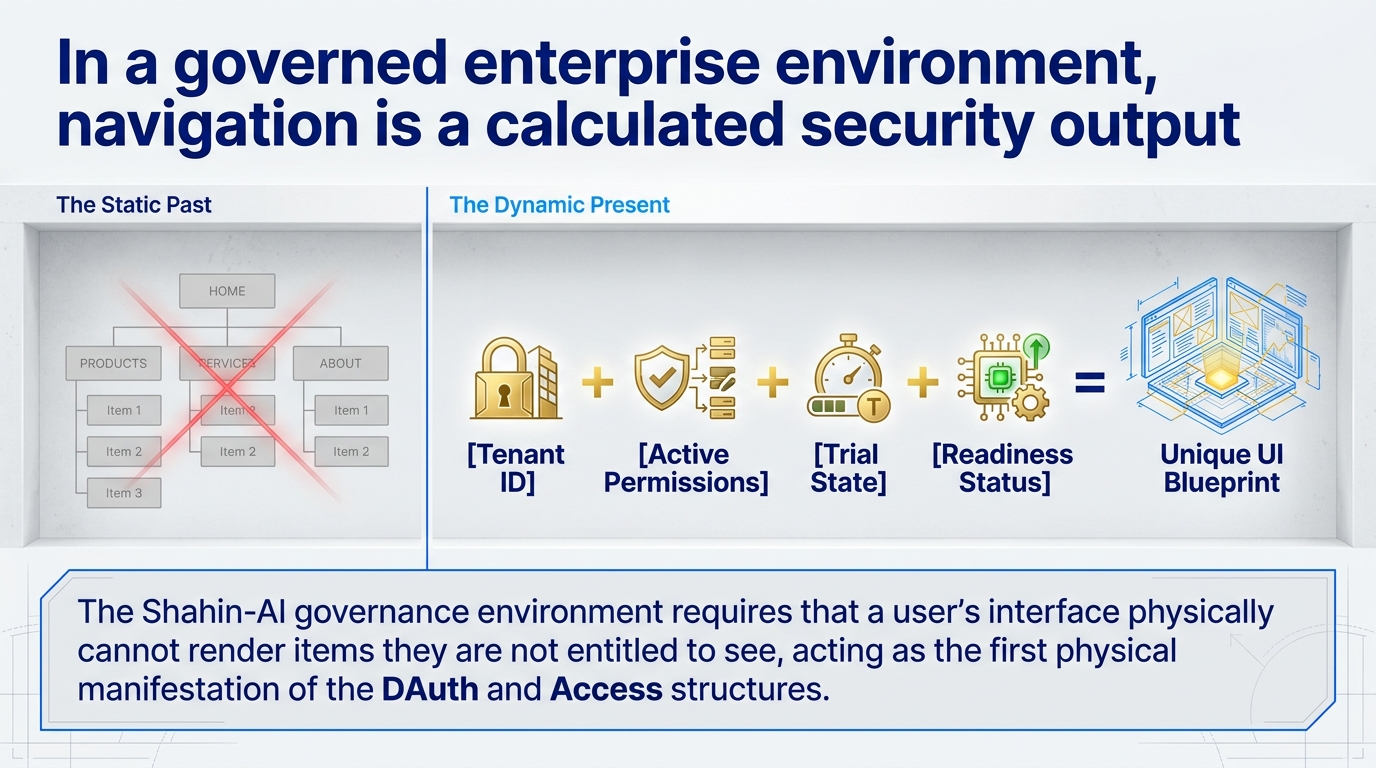 In a governed enterprise environment,
navigation is a calculated security output
The Static Past
The Dynamic Present
HOME
PRODUCTS
SERVICES
ABOUT
Item 1
Item 2
Item 1
Item 2
Item 2
Item 2
Item 3
T
+
+
+
=
[Tenant
ID]
[Active
Permissions]
[Trial
State]
[Readiness
Status]
Unique UI
Blueprint
The Shahin-AI governance environment requires that a user’s interface physically
cannot render items they are not entitled to see, acting as the first physical
manifestation of the DAuth and Access structures.